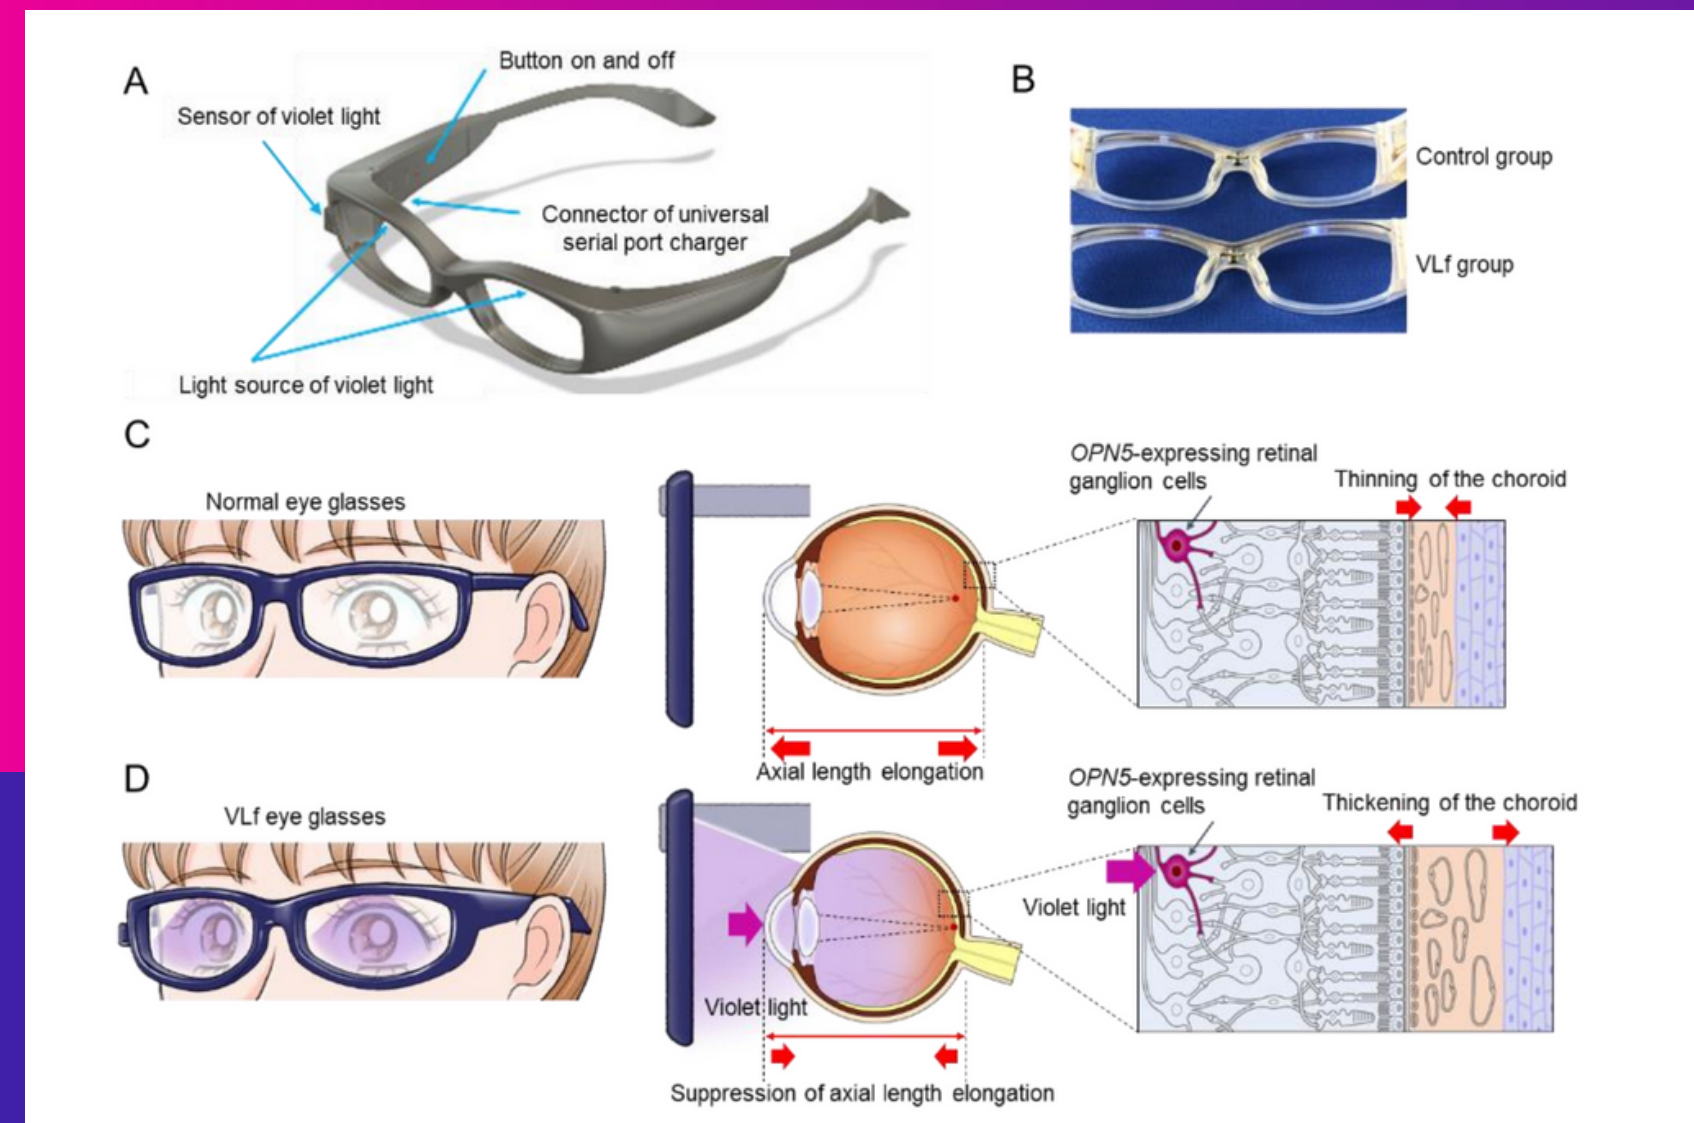 A
Button on and off
Sensor of violet light
Connector of universal
serial port charger
Light source of violet light
B
Control group
VLf group
C
Normal eye glasses
OPN5-expressing retinal
ganglion cells
Thinning of the choroid
Axial length elongation
D
VLf eye glasses
OPN5-expressing retinal
ganglion cells
Thickening of the choroid
Violet light
Violet light
Suppression of axial length elongation